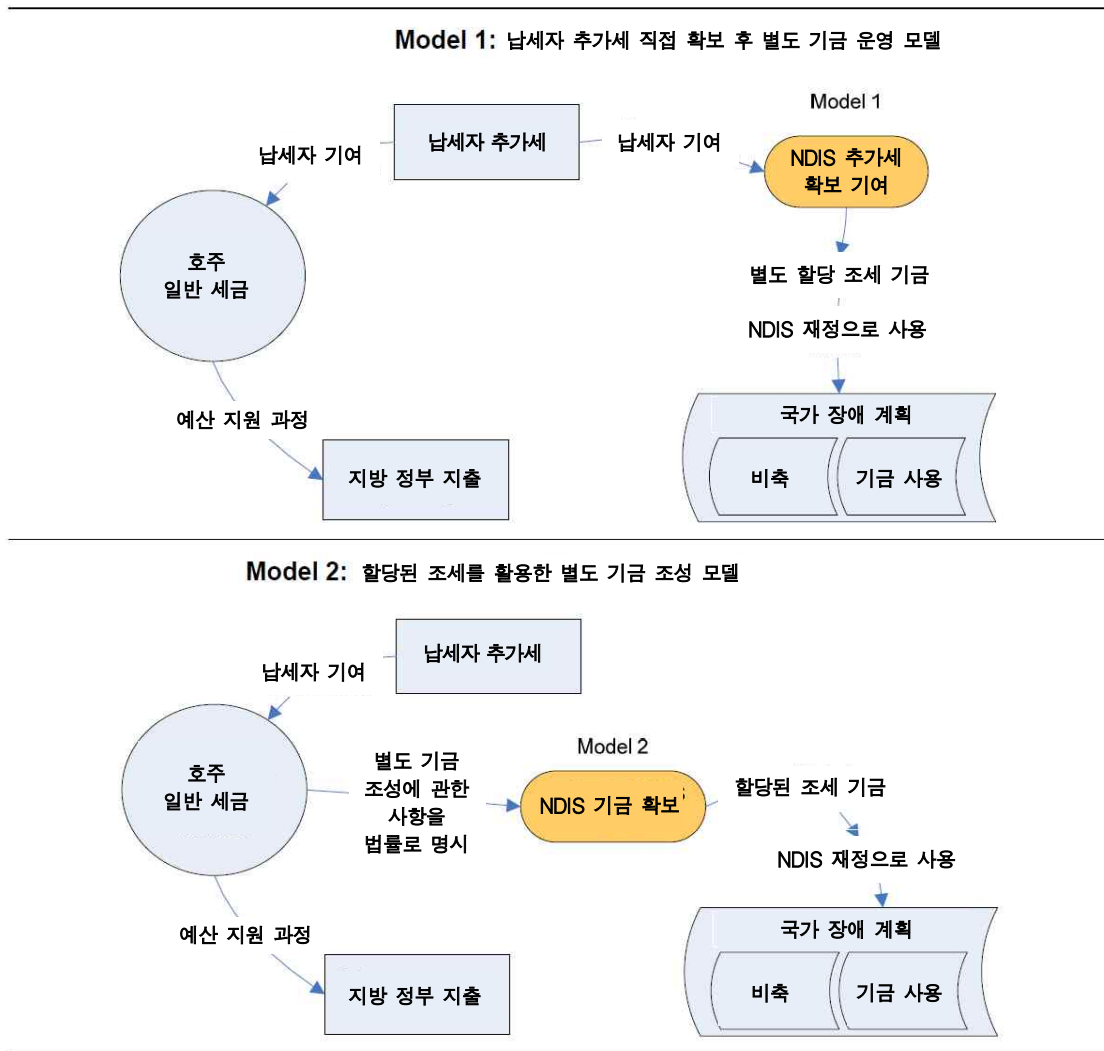 Model 1: 납세자 추가세 직접 확보 후 별도 기금 운영 모델
Model 1
납세자 추가세
납세자 기여
납세자 기여
NDIS 추가세
확보 기여
호주
일반 세금
별도 할당 조세 기금
NDIS 재정으로 사용
예산 지원 과정
국가 장애 계획
지방 정부 지출
비축
기금 사용
Model 2: 할당된 조세를 활용한 별도 기금 조성 모델
납세자 추가세
납세자 기여
Model 2
호주
일반 세금
별도 기금
조성에 관한
사항을
법률로 명시
NDIS 기금 확보
할당된 조세 기금
NDIS 재정으로 사용
예산 지원 과정
국가 장애 계획
지방 정부 지출
비축
기금 사용